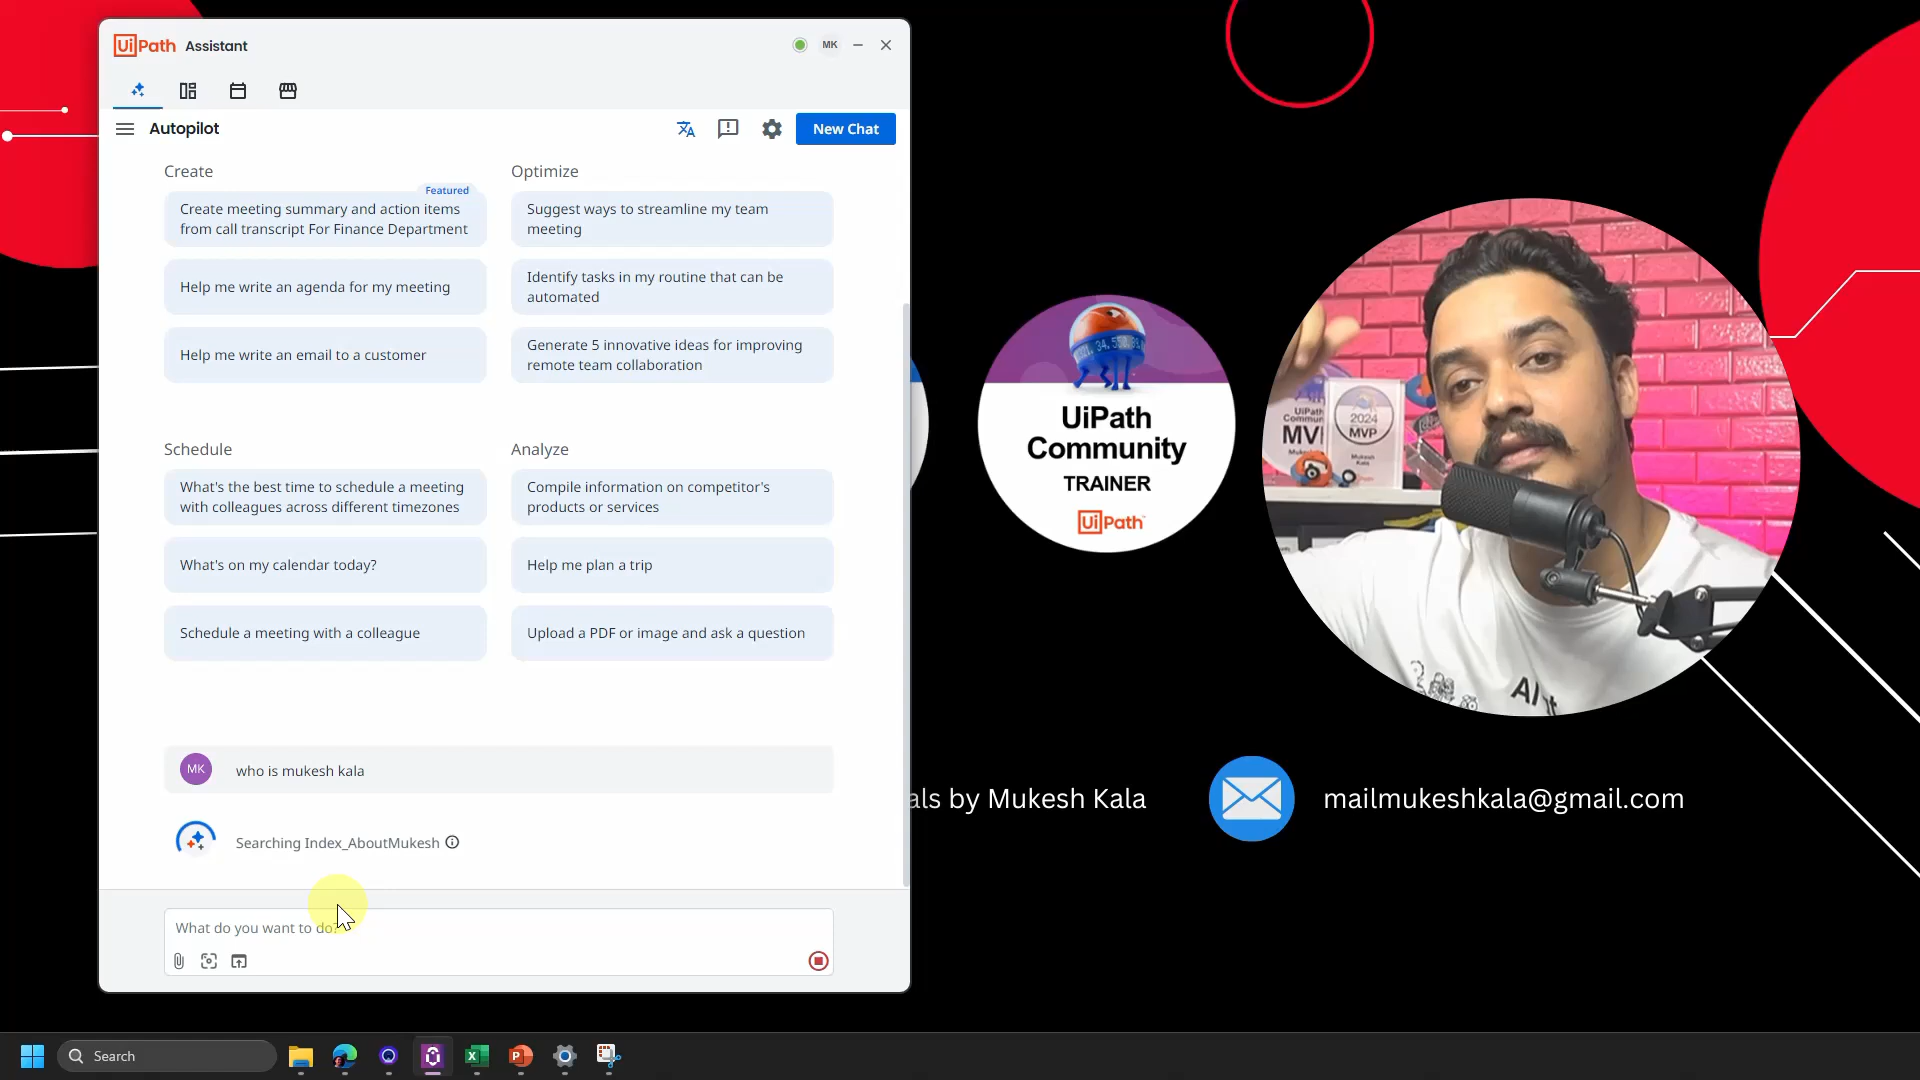 UiPath Assistant
MK
Autopilot
New Chat
Create
Featured
Create meeting summary and action items
from call transcript For Finance Department
Help me write an agenda for my meeting
Help me write an email to a customer
Optimize
Suggest ways to streamline my team
meeting
Identify tasks in my routine that can be
automated
Generate 5 innovative ideas for improving
remote team collaboration
Schedule
What's the best time to schedule a meeting
with colleagues across different timezones
What's on my calendar today?
Schedule a meeting with a colleague
Analyze
Compile information on competitor's
products or services
Help me plan a trip
Upload a PDF or image and ask a question
MK
who is mukesh kala
Searching Index_AboutMukesh
What do you want to do?
UiPath
Community
TRAINER
UiPath
2024
MVP
als by Mukesh Kala
mailmukeshkala@gmail.com
Search